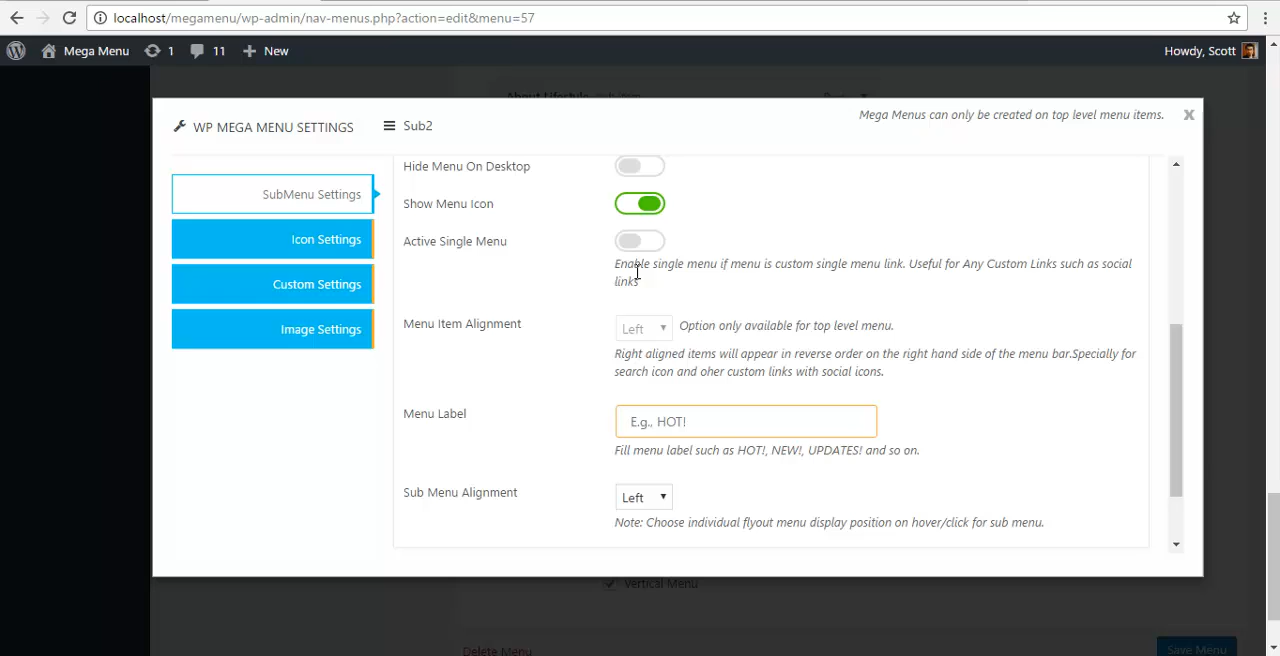 localhost/megamenu/wp-admin/nav-menus.php?action=edit&menu=57
Mega Menu 1 11 New Howdy, Scott
About Lifestyle sub item
WP MEGA MENU SETTINGS Sub2 Mega Menus can only be created on top level menu items. X
SubMenu Settings
Icon Settings
Custom Settings
Image Settings
Hide Menu On Desktop
Show Menu Icon
Active Single Menu
Enable single menu if menu is custom single menu link. Useful for Any Custom Links such as social
links
Menu Item Alignment Left Option only available for top level menu.
Right aligned items will appear in reverse order on the right hand side of the menu bar.Specially for
search icon and oher custom links with social icons.
Menu Label E.g., HOT!
Fill menu label such as HOT!, NEW!, UPDATES! and so on.
Sub Menu Alignment Left
Note: Choose individual flyout menu display position on hover/click for sub menu.
Vertical Menu
Delete Menu Save Menu